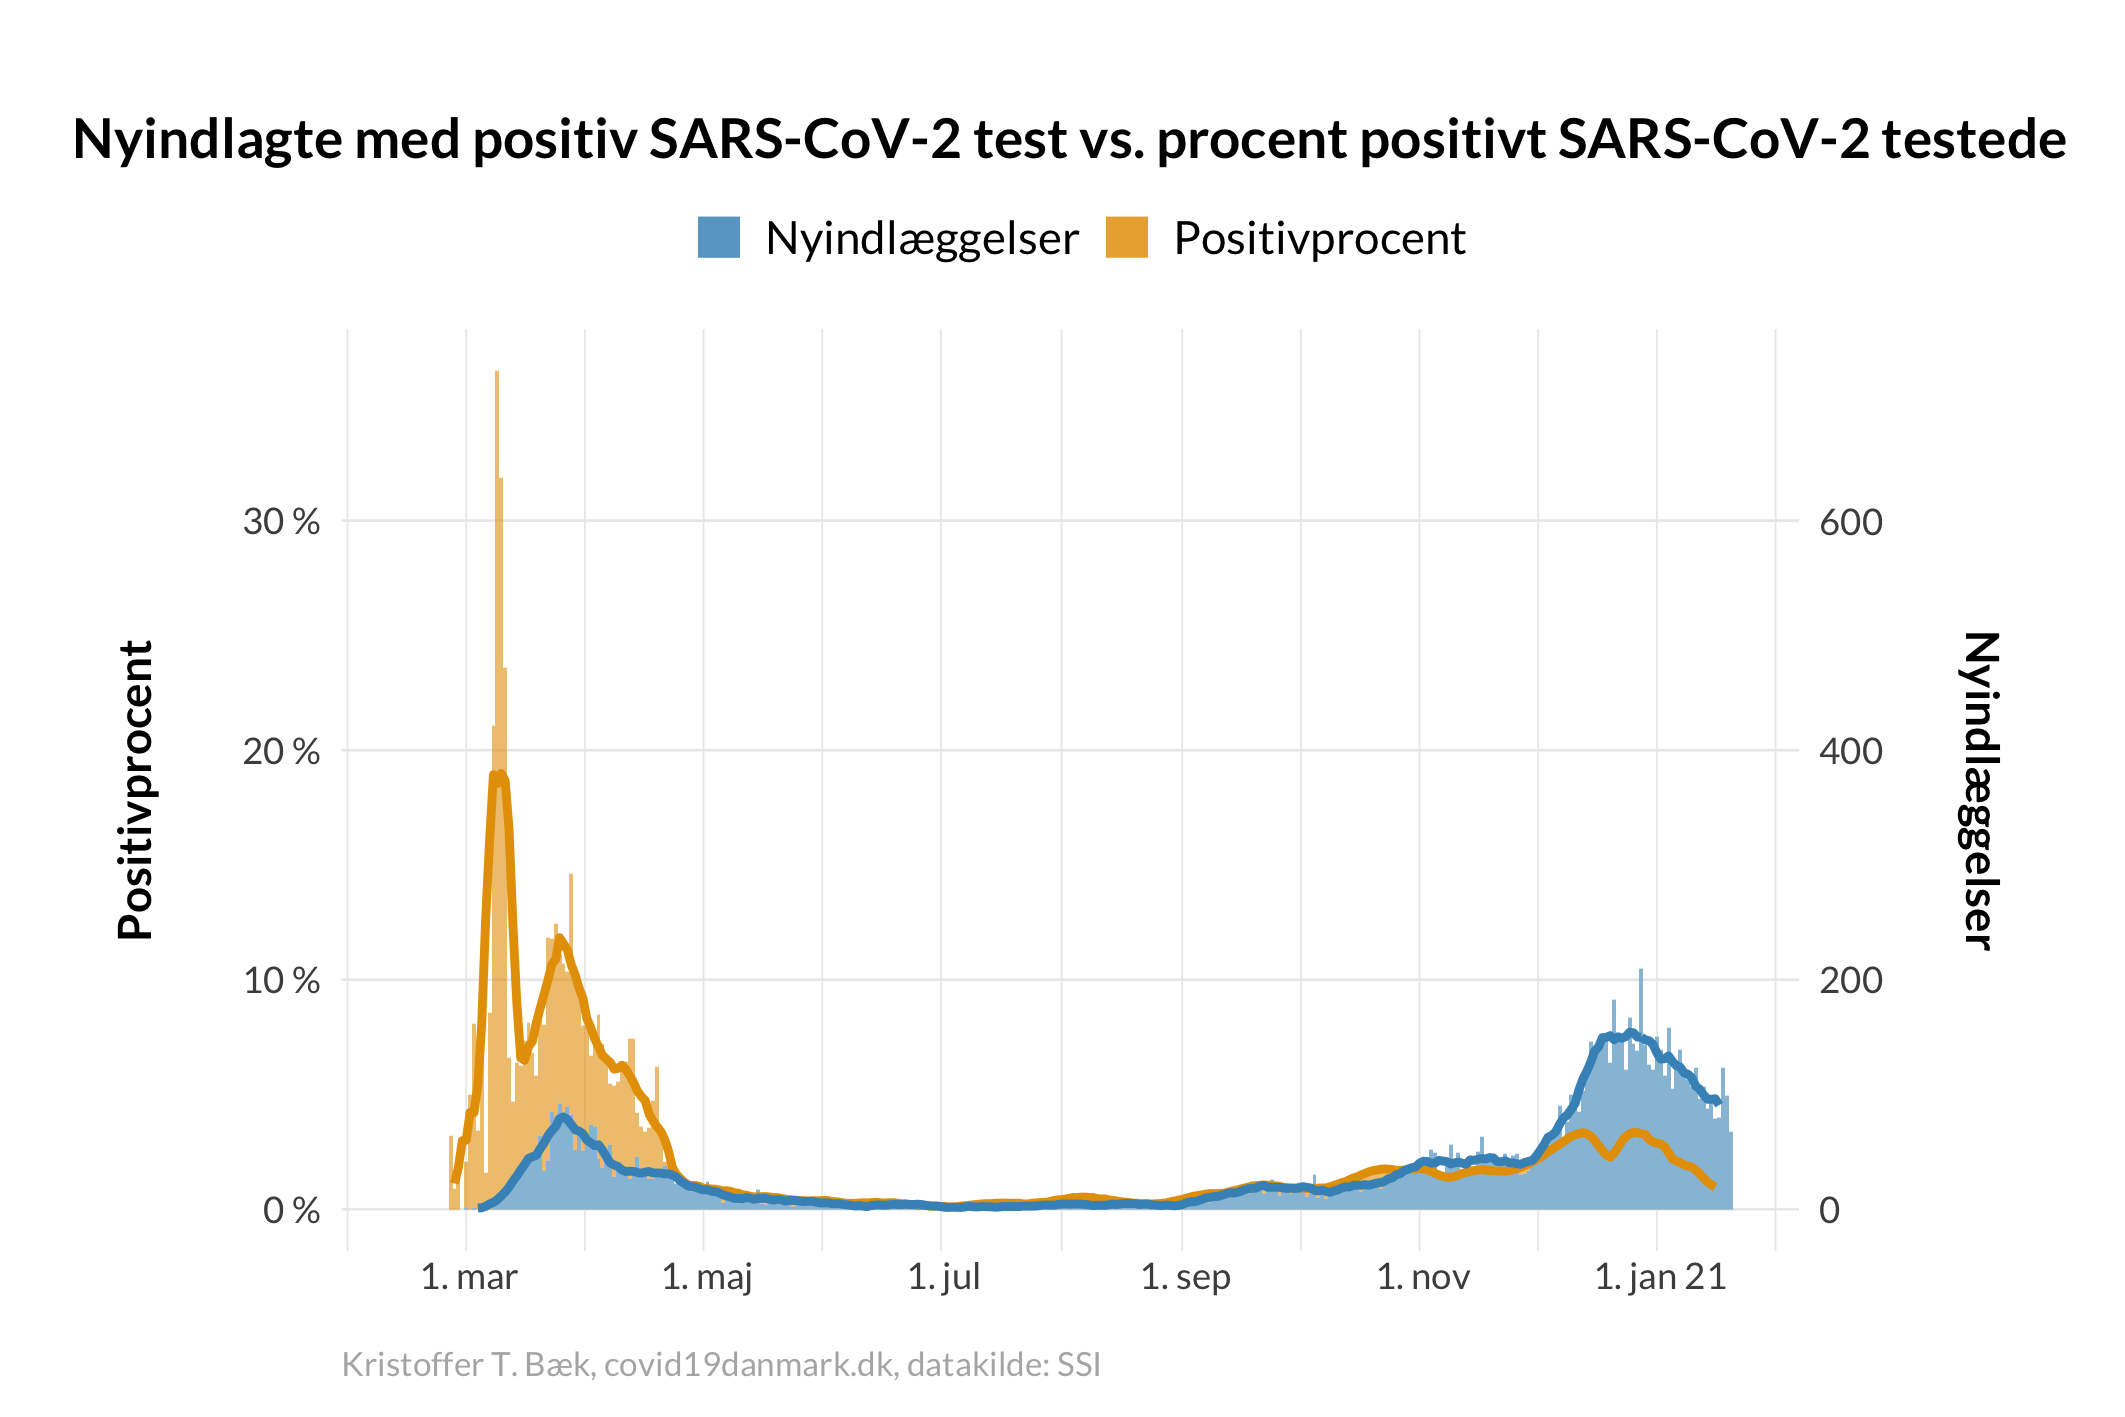 Nyindlagte med positiv SARS-CoV-2 test vs. procent positivt SARS-CoV-2 testede
Nyindlæggelser Positivprocent
Positivprocent
30 %
20 %
10 %
0 %
600
400
200
0
Nyindlæggelser
1. mar 1. maj 1. jul 1. sep 1. nov 1. jan 21
Kristoffer T. Bæk, covid19danmark.dk, datakilde: SSI